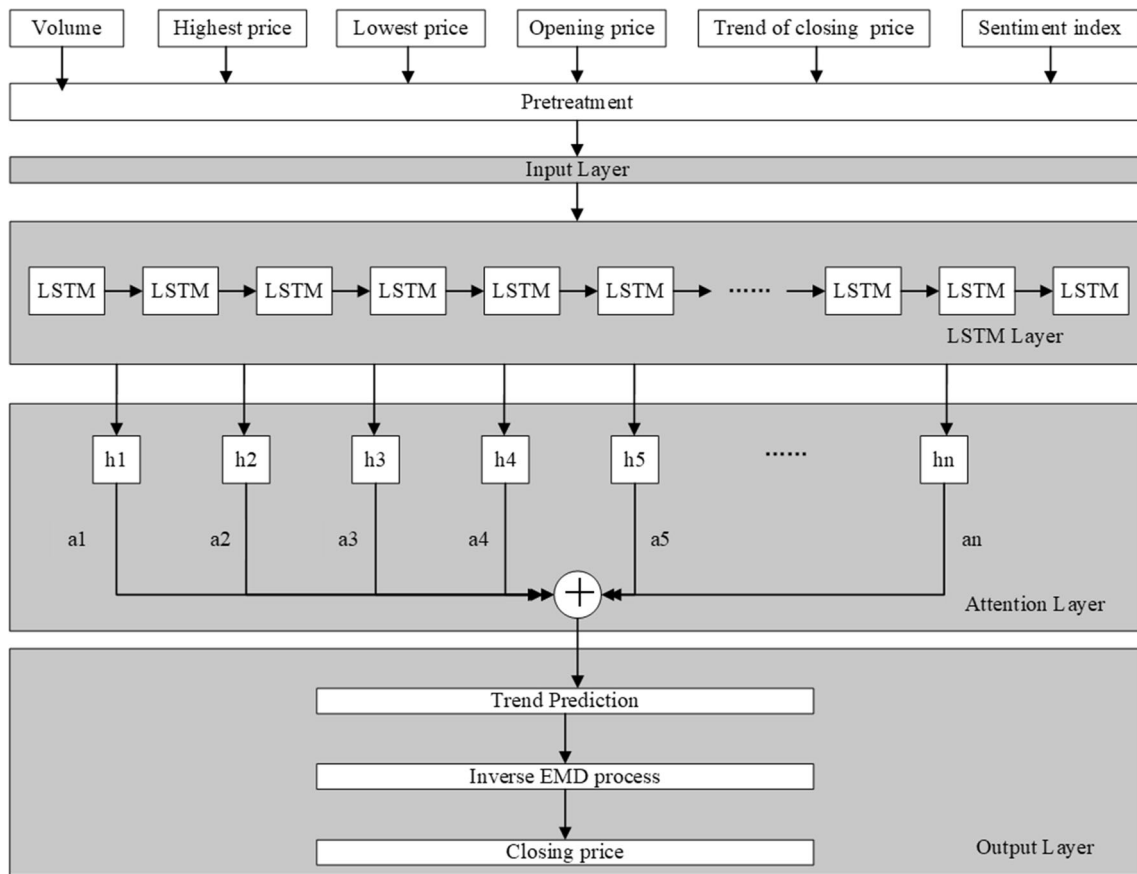 Volume
Highest price
Lowest price
Opening price
Trend of closing price
Sentiment index
Pretreatment
Input Layer
LSTM
LSTM
LSTM
LSTM
LSTM
LSTM
······
LSTM
LSTM
LSTM
LSTM Layer
h1
h2
h3
h4
h5
······
hn
a1
a2
a3
a4
a5
an
+
Attention Layer
Trend Prediction
Inverse EMD process
Closing price
Output Layer